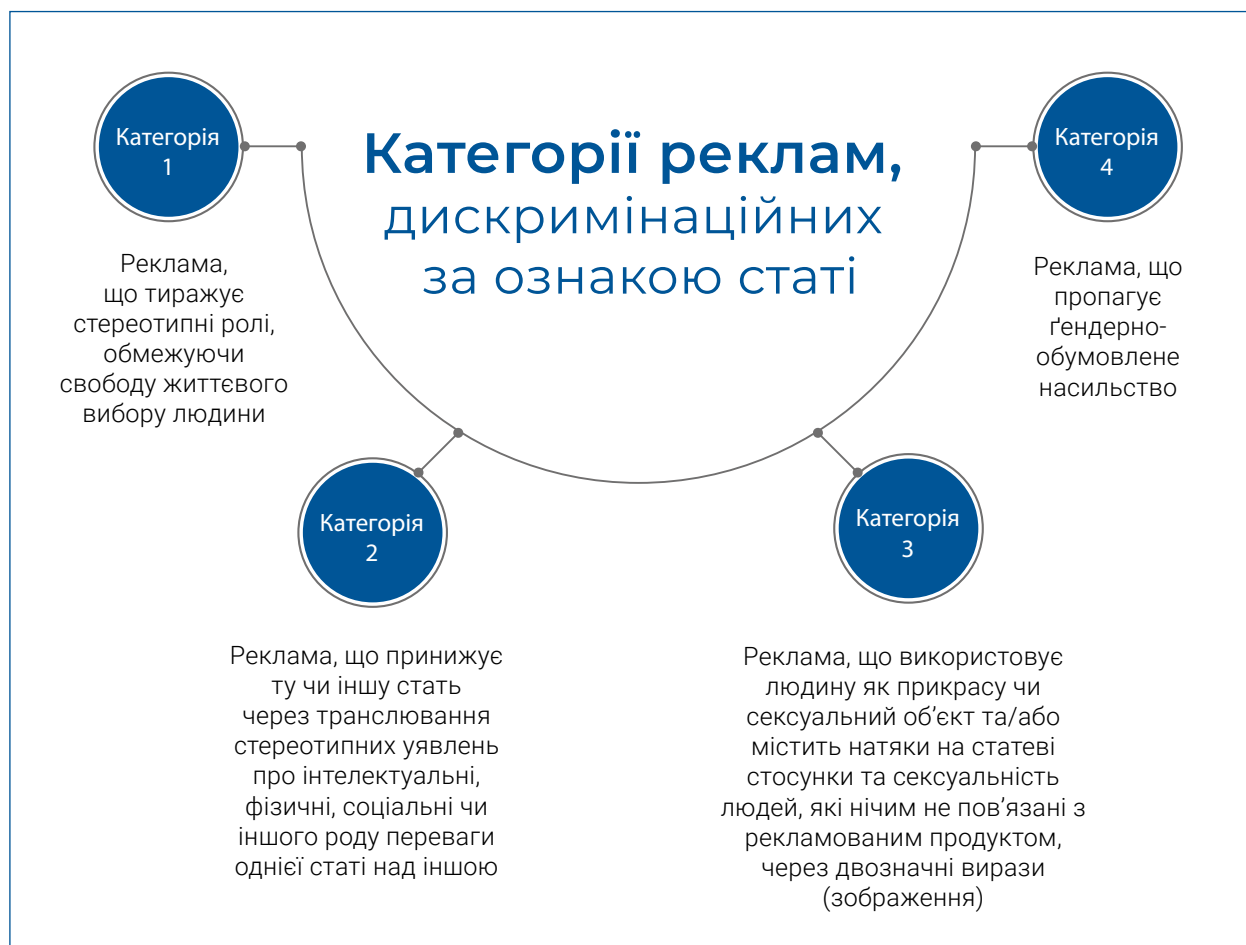 Категорії реклам,
дискримінаційних
за ознакою статі
Категорія
1
Реклама,
що тиражує
стереотипні ролі,
обмежуючи
свободу життєвого
вибору людини
Категорія
2
Реклама, що принижує
ту чи іншу стать
через транслювання
стереотипних уявлень
про інтелектуальні,
фізичні, соціальні чи
іншого роду переваги
однієї статі над іншою
Категорія
3
Реклама, що використовує
людину як прикрасу чи
сексуальний об’єкт та/або
містить натяки на статеві
стосунки та сексуальність
людей, які нічим не пов’язані з
рекламованим продуктом,
через двозначні вирази
(зображення)
Категорія
4
Реклама, що
пропагує
ґендерно-
обумовлене
насильство